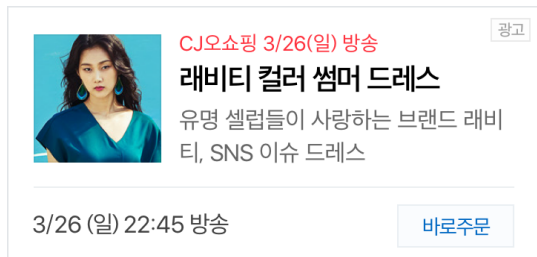 광고
CJ오쇼핑 3/26(일) 방송
래비티 컬러 썸머 드레스
유명 셀럽들이 사랑하는 브랜드 래비
티, SNS 이슈 드레스
3/26 (일) 22:45 방송
바로주문